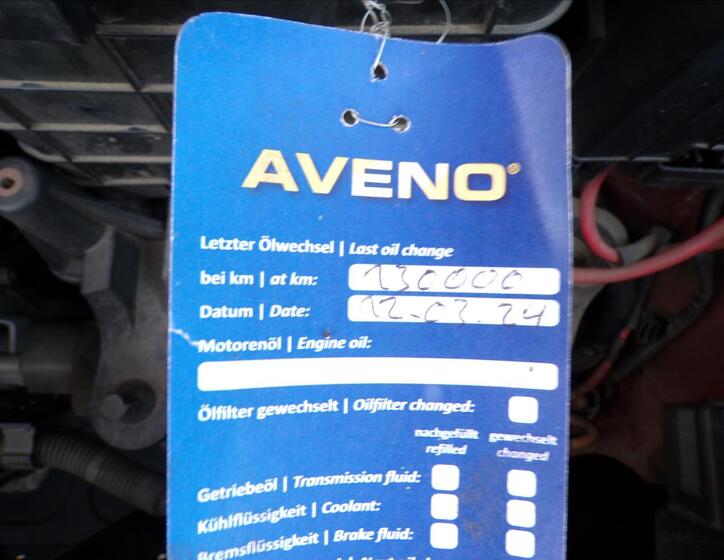 AVENO®
Letzter Ölwechsel | Last oil change
bei km | at km: 130000
Datum | Date: 12.03.24
Motorenöl | Engine oil:
Ölfilter gewechselt | Oilfilter changed:
nachgefüllt gewechselt
refilled changed
Getriebeöl | Transmission fluid:
Kühlflüssigkeit | Coolant:
Bremsflüssigkeit | Brake fluid: